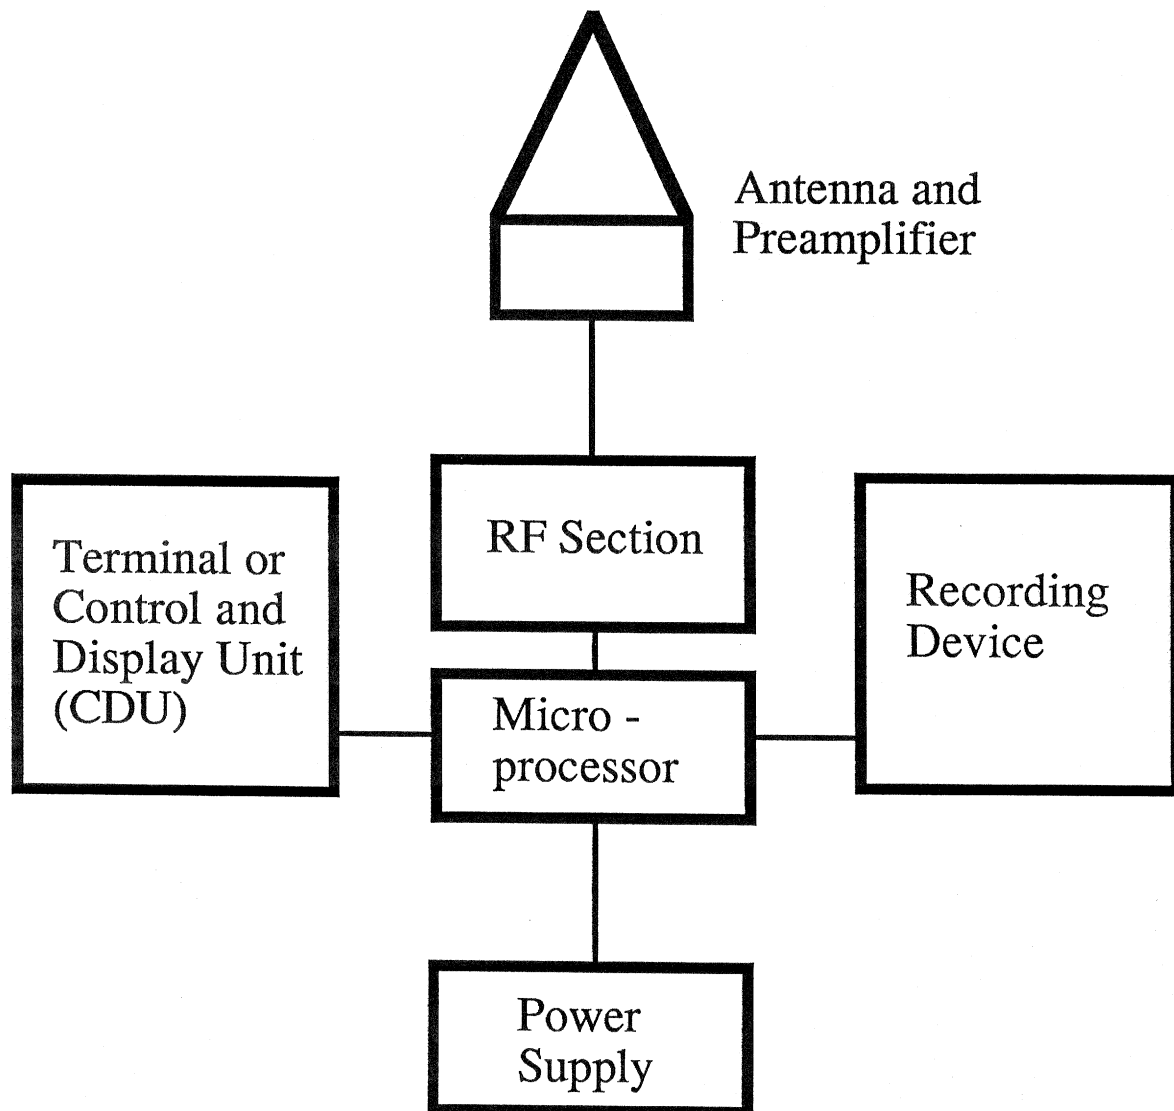 Antenna and
Preamplifier
RF Section
Terminal or
Control and
Display Unit
(CDU)
Recording
Device
Micro -
processor
Power
Supply